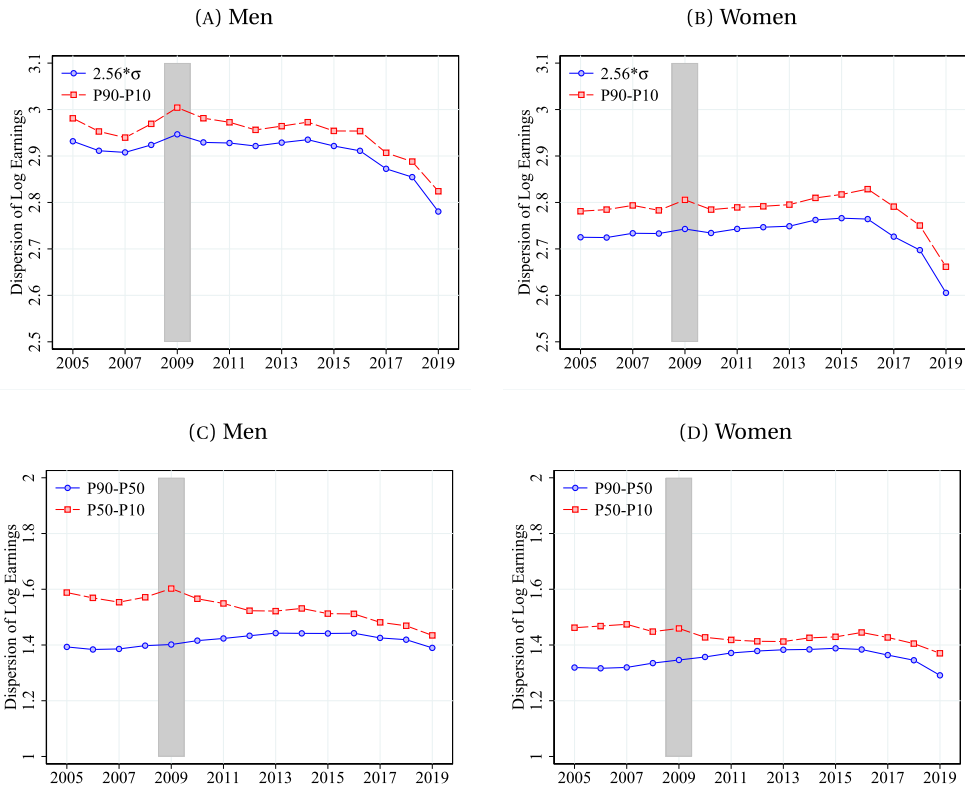 (A) Men
Dispersion of Log Earnings
3.1
3
2.9
2.8
2.7
2.6
2.5
2.56*σ
P90-P10
2005 2007 2009 2011 2013 2015 2017 2019
(B) Women
Dispersion of Log Earnings
3.1
3
2.9
2.8
2.7
2.6
2.5
2.56*σ
P90-P10
2005 2007 2009 2011 2013 2015 2017 2019
(C) Men
Dispersion of Log Earnings
2
1.8
1.6
1.4
1.2
1
P90-P50
P50-P10
2005 2007 2009 2011 2013 2015 2017 2019
(D) Women
Dispersion of Log Earnings
2
1.8
1.6
1.4
1.2
1
P90-P50
P50-P10
2005 2007 2009 2011 2013 2015 2017 2019